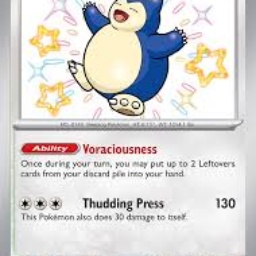 Ability Voraciousness
Once during your turn, you may put up to 2 Leftovers
cards from your discard pile into your hand.
Thudding Press 130
This Pokémon also does 30 damage to itself.